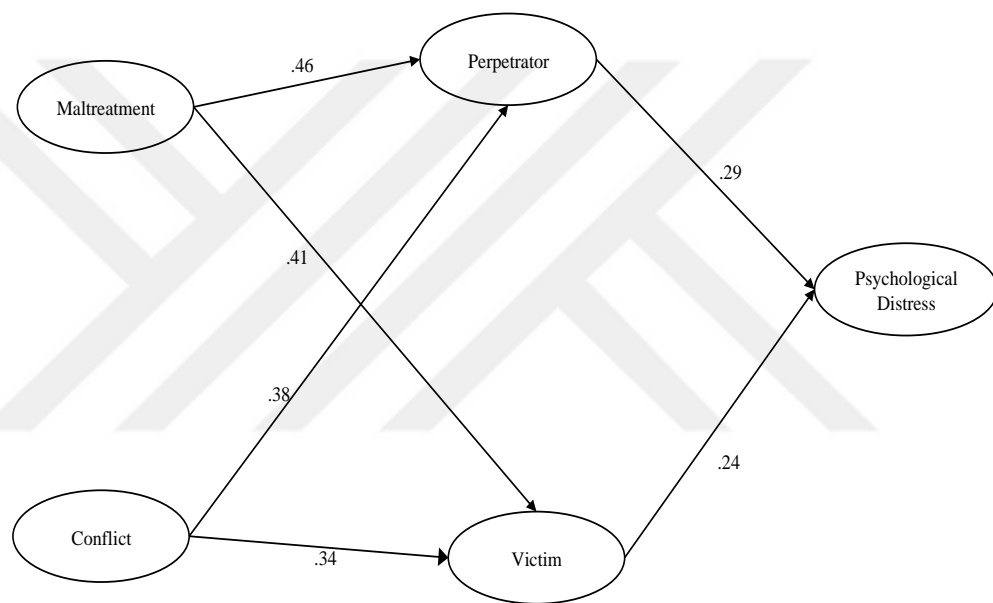 Maltreatment
.46
Perpetrator
.29
.41
Psychological
Distress
.38
.24
Conflict
.34
Victim